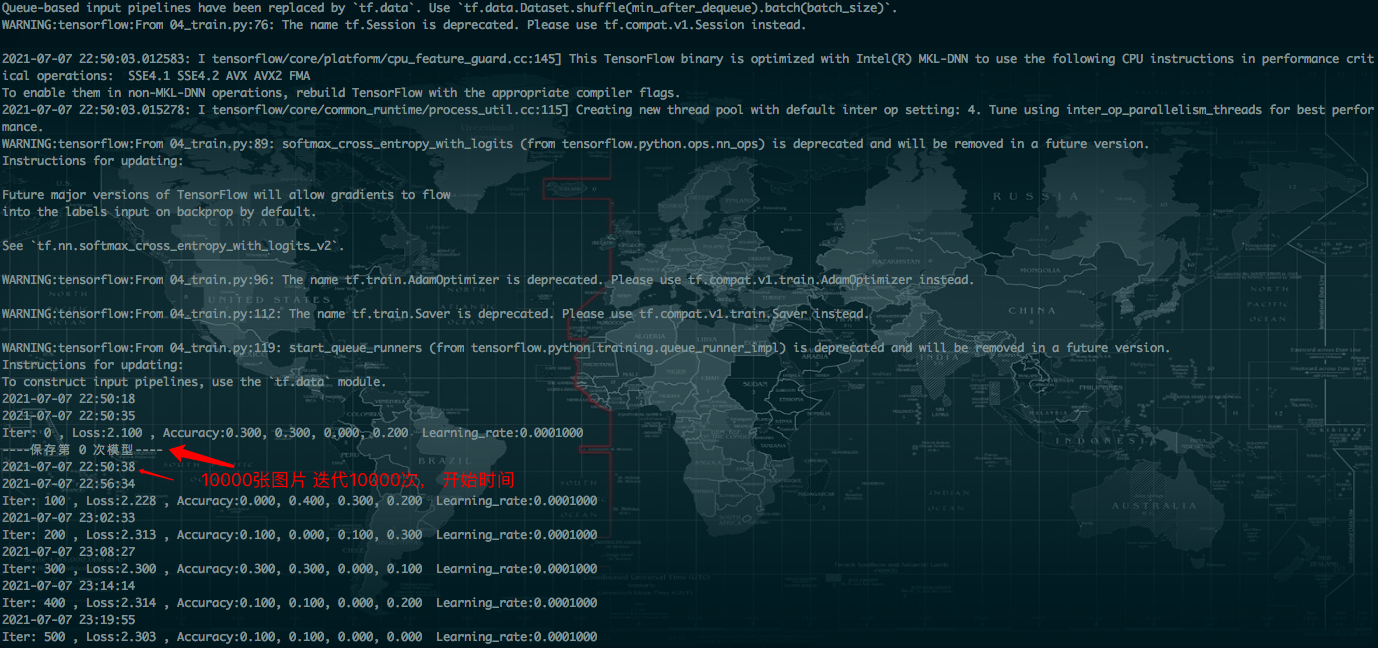 Queue-based input pipelines have been replaced by `tf.data`. Use `tf.data.Dataset.shuffle(min_after_dequeue).batch(batch_size)`.
WARNING:tensorflow:From 04_train.py:76: The name tf.Session is deprecated. Please use tf.compat.v1.Session instead.
2021-07-07 22:50:03.012583: I tensorflow/core/platform/cpu_feature_guard.cc:145] This TensorFlow binary is optimized with Intel(R) MKL-DNN to use the following CPU instructions in performance crit
ical operations:  SSE4.1 SSE4.2 AVX AVX2 FMA
To enable them in non-MKL-DNN operations, rebuild TensorFlow with the appropriate compiler flags.
2021-07-07 22:50:03.015278: I tensorflow/core/common_runtime/process_util.cc:115] Creating new thread pool with default inter op setting: 4. Tune using inter_op_parallelism_threads for best perfor
mance.
WARNING:tensorflow:From 04_train.py:89: softmax_cross_entropy_with_logits (from tensorflow.python.ops.nn_ops) is deprecated and will be removed in a future version.
Instructions for updating:
Future major versions of TensorFlow will allow gradients to flow
into the labels input on backprop by default.
See `tf.nn.softmax_cross_entropy_with_logits_v2`.
WARNING:tensorflow:From 04_train.py:96: The name tf.train.AdamOptimizer is deprecated. Please use tf.compat.v1.train.AdamOptimizer instead.
WARNING:tensorflow:From 04_train.py:112: The name tf.train.Saver is deprecated. Please use tf.compat.v1.train.Saver instead.
WARNING:tensorflow:From 04_train.py:119: start_queue_runners (from tensorflow.python.training.queue_runner_impl) is deprecated and will be removed in a future version.
Instructions for updating:
To construct input pipelines, use the `tf.data` module.
2021-07-07 22:50:18
2021-07-07 22:50:35
Iter: 0 , Loss:2.100 , Accuracy:0.300, 0.300, 0.000, 0.200  Learning_rate:0.0001000
----保存第 0 次模型----
2021-07-07 22:50:38
10000张图片 迭代10000次， 开始时间
2021-07-07 22:56:34
Iter: 100 , Loss:2.228 , Accuracy:0.000, 0.400, 0.300, 0.200  Learning_rate:0.0001000
2021-07-07 23:02:33
Iter: 200 , Loss:2.313 , Accuracy:0.100, 0.000, 0.100, 0.300  Learning_rate:0.0001000
2021-07-07 23:08:27
Iter: 300 , Loss:2.300 , Accuracy:0.300, 0.300, 0.000, 0.100  Learning_rate:0.0001000
2021-07-07 23:14:14
Iter: 400 , Loss:2.314 , Accuracy:0.100, 0.100, 0.000, 0.200  Learning_rate:0.0001000
2021-07-07 23:19:55
Iter: 500 , Loss:2.303 , Accuracy:0.100, 0.100, 0.000, 0.000  Learning_rate:0.0001000
CANADA
UNITED STATES
BRAZIL
RUSSIA
KAZAKHSTAN
MONGOLIA
CHINA
INDIA
ALGERIA
SUDAN
INDONESIA
AUSTRALIA
NORTH
PACIFIC
OCEAN